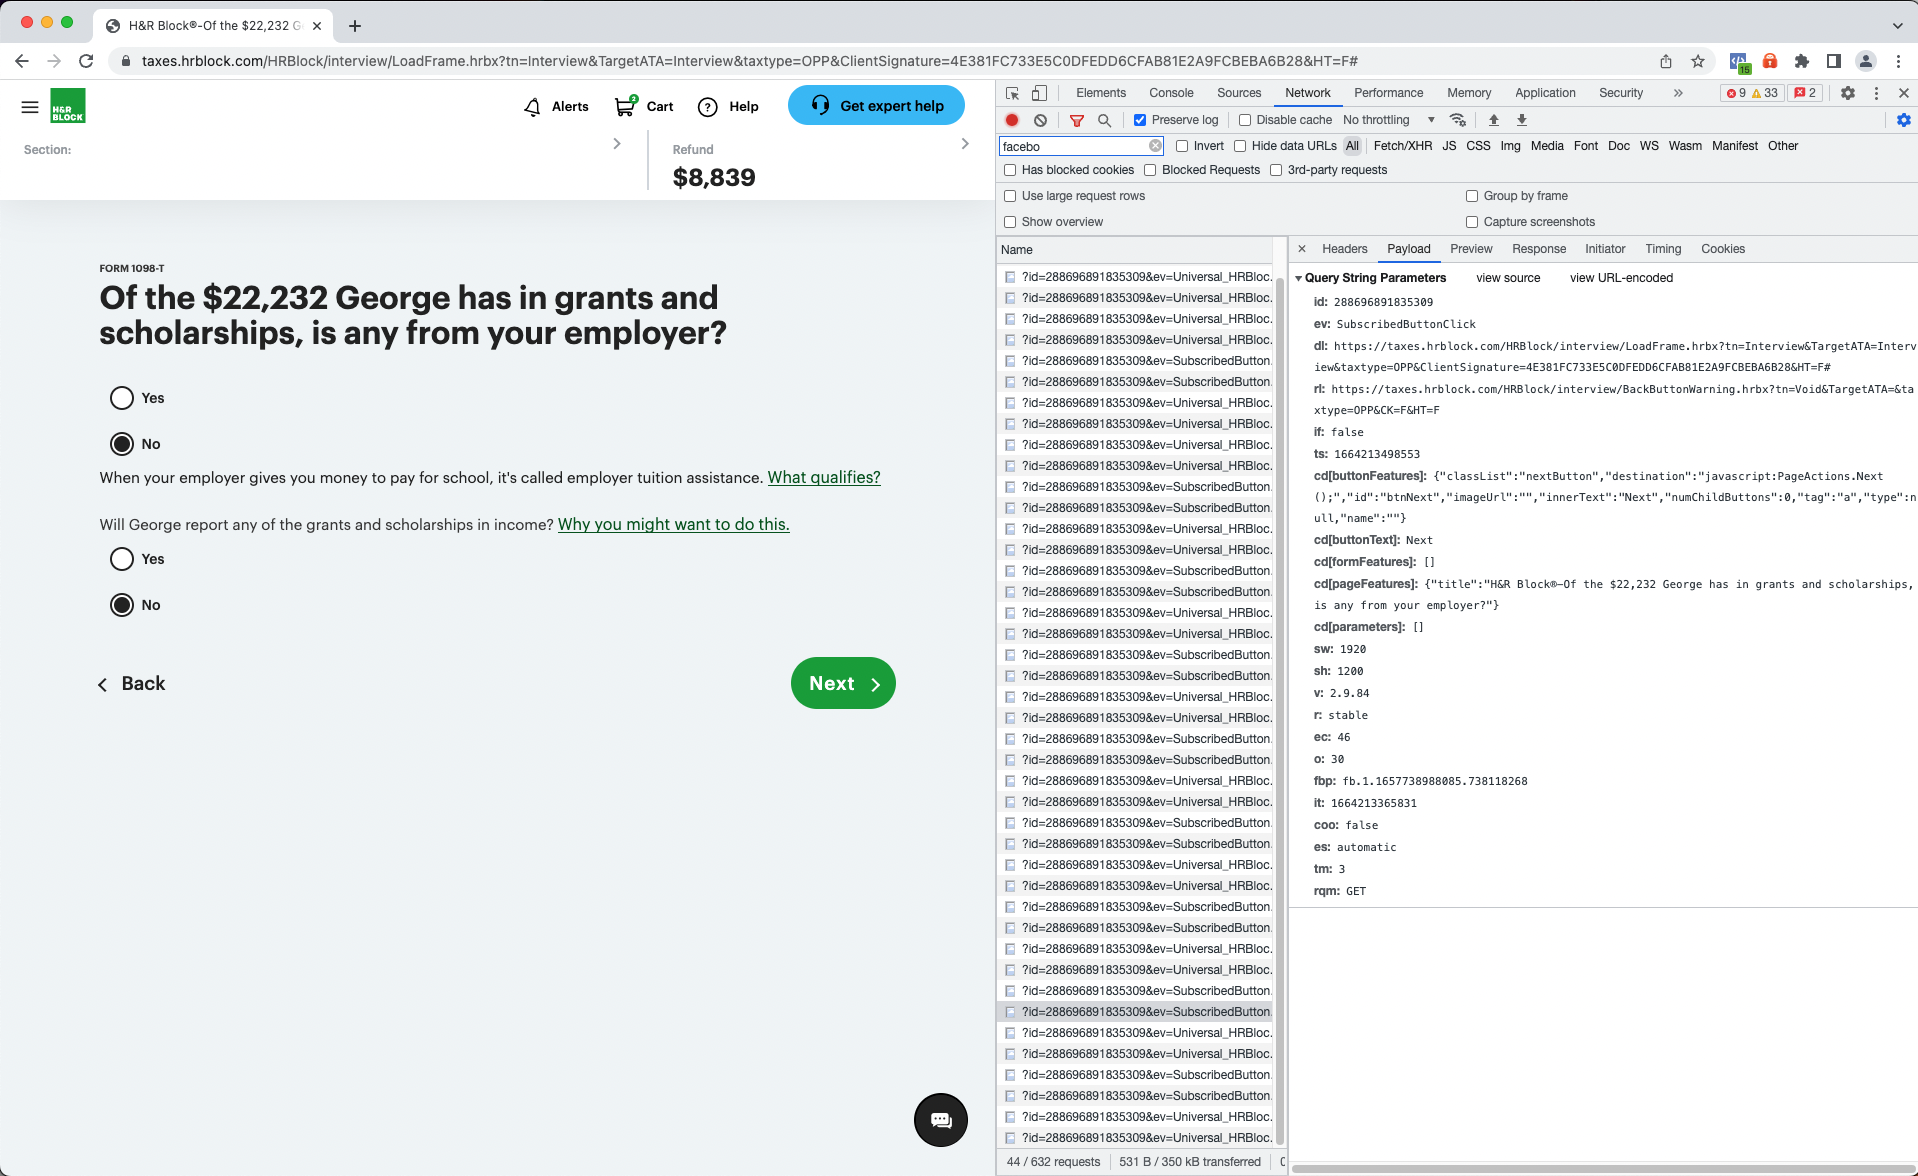 H&R Block®-Of the $22,232 G
taxes.hrblock.com/HRBlock/interview/LoadFrame.hrbx?tn=Interview&TargetATA=Interview&taxtype=OPP&ClientSignature=4E381FC733E5C0DFEDD6CFAB81E2A9FCBEBA6B28&HT=F#
15
H&R
BLOCK
Alerts
2
Cart
Help
Get expert help
Section:
Refund
$8,839
FORM 1098-T
Of the $22,232 George has in grants and
scholarships, is any from your employer?
Yes
No
When your employer gives you money to pay for school, it's called employer tuition assistance. What qualifies?
Will George report any of the grants and scholarships in income? Why you might want to do this.
Yes
No
Back
Next
Elements Console Sources Network Performance Memory Application Security » 9 33 2
Preserve log Disable cache No throttling
facebo
Invert Hide data URLs All Fetch/XHR JS CSS Img Media Font Doc WS Wasm Manifest Other
Has blocked cookies Blocked Requests 3rd-party requests
Use large request rows Group by frame
Show overview Capture screenshots
Name
?id=288696891835309&ev=Universal_HRBloc.
?id=288696891835309&ev=Universal_HRBloc.
?id=288696891835309&ev=Universal_HRBloc.
?id=288696891835309&ev=Universal_HRBloc.
?id=288696891835309&ev=SubscribedButton.
?id=288696891835309&ev=SubscribedButton.
?id=288696891835309&ev=Universal_HRBloc.
?id=288696891835309&ev=Universal_HRBloc.
?id=288696891835309&ev=Universal_HRBloc.
?id=288696891835309&ev=Universal_HRBloc.
?id=288696891835309&ev=SubscribedButton.
?id=288696891835309&ev=SubscribedButton.
?id=288696891835309&ev=Universal_HRBloc.
?id=288696891835309&ev=Universal_HRBloc.
?id=288696891835309&ev=SubscribedButton.
?id=288696891835309&ev=SubscribedButton.
?id=288696891835309&ev=Universal_HRBloc.
?id=288696891835309&ev=Universal_HRBloc.
?id=288696891835309&ev=SubscribedButton.
?id=288696891835309&ev=SubscribedButton.
?id=288696891835309&ev=Universal_HRBloc.
?id=288696891835309&ev=Universal_HRBloc.
?id=288696891835309&ev=SubscribedButton.
?id=288696891835309&ev=SubscribedButton.
?id=288696891835309&ev=Universal_HRBloc.
?id=288696891835309&ev=Universal_HRBloc.
?id=288696891835309&ev=SubscribedButton.
?id=288696891835309&ev=SubscribedButton.
?id=288696891835309&ev=Universal_HRBloc.
?id=288696891835309&ev=Universal_HRBloc.
?id=288696891835309&ev=SubscribedButton.
?id=288696891835309&ev=SubscribedButton.
?id=288696891835309&ev=Universal_HRBloc.
?id=288696891835309&ev=Universal_HRBloc.
?id=288696891835309&ev=SubscribedButton.
?id=288696891835309&ev=SubscribedButton.
?id=288696891835309&ev=Universal_HRBloc.
?id=288696891835309&ev=Universal_HRBloc.
?id=288696891835309&ev=SubscribedButton.
?id=288696891835309&ev=SubscribedButton.
?id=288696891835309&ev=Universal_HRBloc.
?id=288696891835309&ev=Universal_HRBloc.
44 / 632 requests 531 B / 350 kB transferred
Headers Payload Preview Response Initiator Timing Cookies
Query String Parameters view source view URL-encoded
id: 288696891835309
ev: SubscribedButtonClick
dl: https://taxes.hrblock.com/HRBlock/interview/LoadFrame.hrbx?tn=Interview&TargetATA=Interv
iew&taxtype=OPP&ClientSignature=4E381FC733E5C0DFEDD6CFAB81E2A9FCBEBA6B28&HT=F#
rl: https://taxes.hrblock.com/HRBlock/interview/BackButtonWarning.hrbx?tn=Void&TargetATA=&ta
xtype=OPP&CK=F&HT=F
if: false
ts: 1664213498553
cd[buttonFeatures]: {"classList":"nextButton","destination":"javascript:PageActions.Next
();","id":"btnNext","imageUrl":"","innerText":"Next","numChildButtons":0,"tag":"a","type":n
ull,"name":""}
cd[buttonText]: Next
cd[formFeatures]: []
cd[pageFeatures]: {"title":"H&R Block®–Of the $22,232 George has in grants and scholarships,
is any from your employer?"}
cd[parameters]: []
sw: 1920
sh: 1200
v: 2.9.84
r: stable
ec: 46
o: 30
fbp: fb.1.1657738988085.738118268
it: 1664213365831
coo: false
es: automatic
tm: 3
rqm: GET